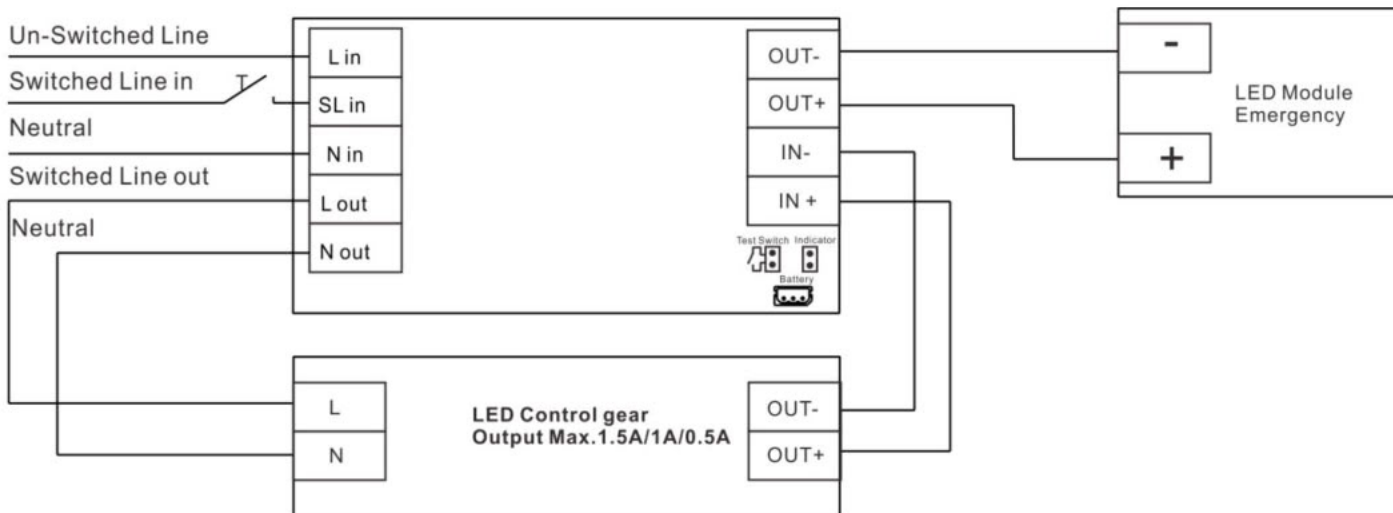 Un-Switched Line
Switched Line in
Neutral
Switched Line out
Neutral
L in
SL in
N in
L out
N out
OUT-
OUT+
IN-
IN +
Test Switch Indicator
Battery
-
+
LED Module
Emergency
L
N
LED Control gear
Output Max.1.5A/1A/0.5A
OUT-
OUT+